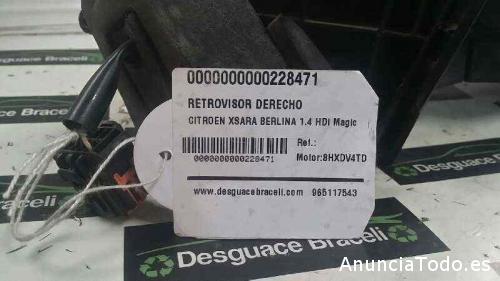 0000000000228471
RETROVISOR DERECHO
CITROEN XSARA BERLINA 1.4 HDi Magic
Ref.:
0000000000228471
Motor:8HXDV4TD
www.desguacebraceli.com 965117543
Desguace Braceli
Desguace Braceli
AnunciaTodo.es